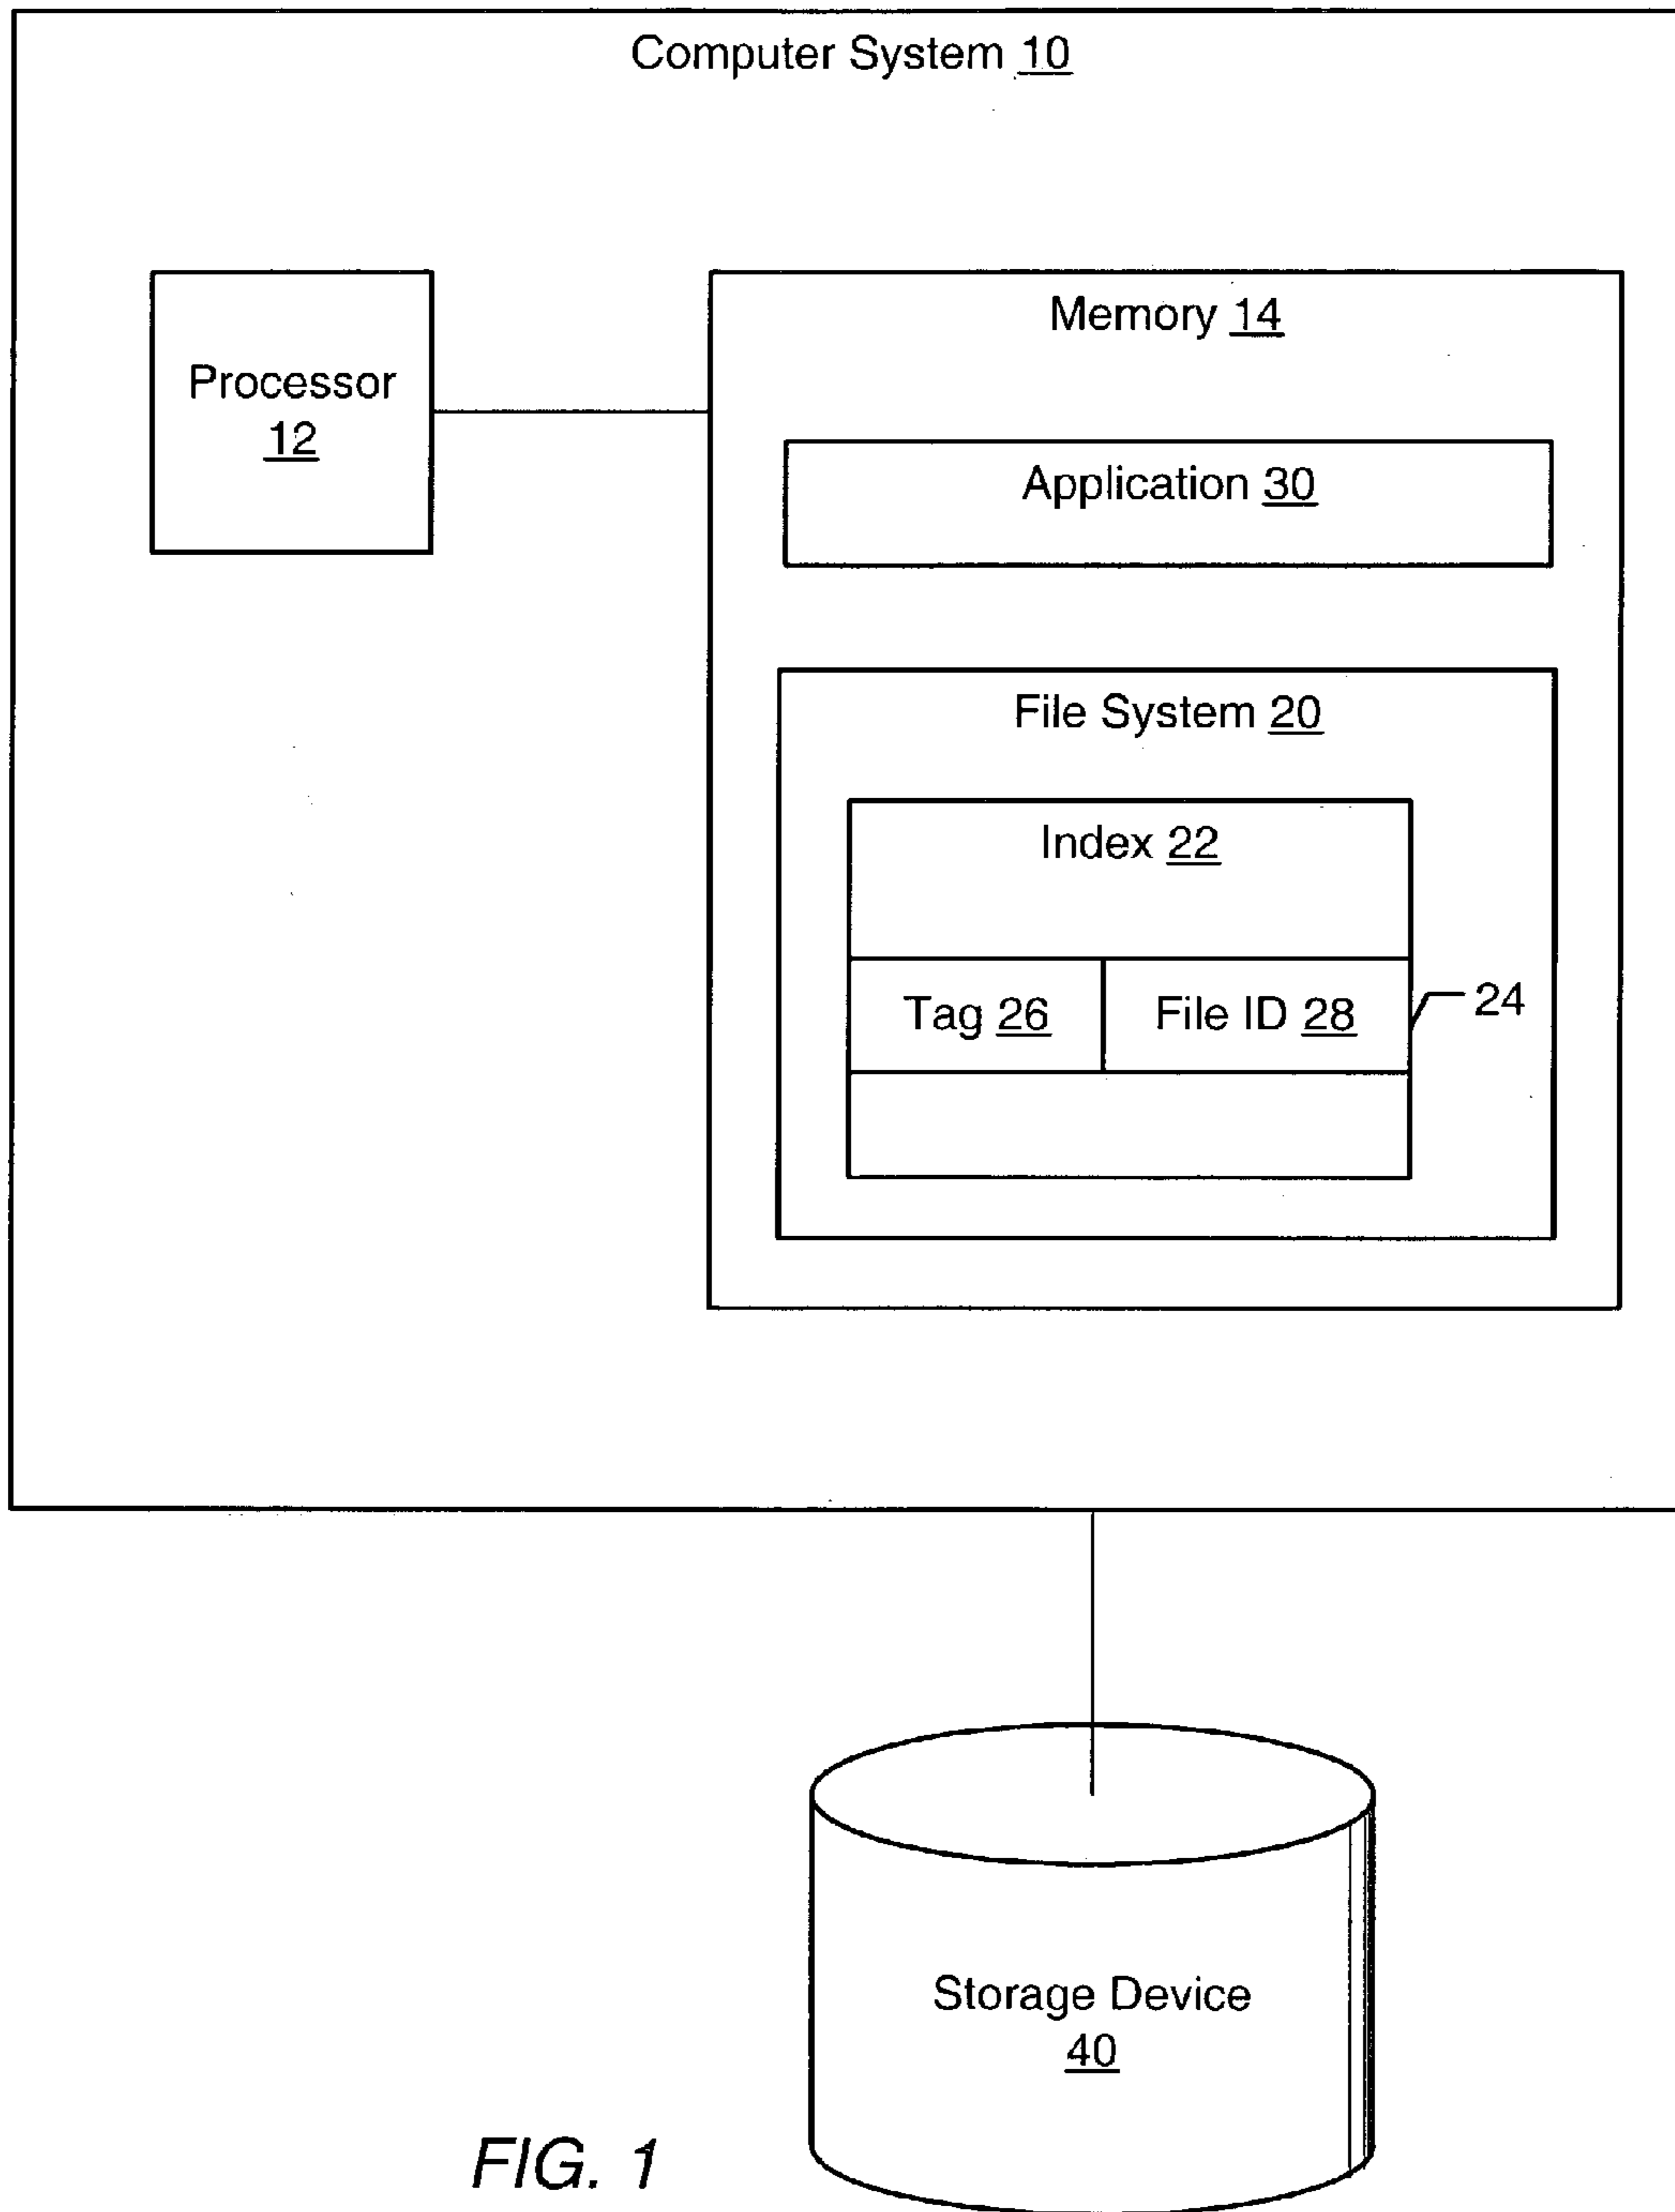 Computer System 10
Processor
12
Memory 14
Application 30
File System 20
Index 22
Tag 26
File ID 28
24
Storage Device
40
FIG. 1